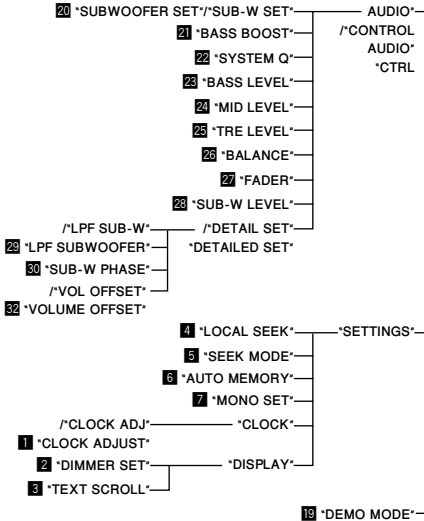 20 "SUBWOOFER SET"/"SUB-W SET" AUDIO"
/"CONTROL
AUDIO"
"CTRL
21 "BASS BOOST"
22 "SYSTEM Q"
23 "BASS LEVEL"
24 "MID LEVEL"
25 "TRE LEVEL"
26 "BALANCE"
27 "FADER"
28 "SUB-W LEVEL"
/"LPF SUB-W" /"DETAIL SET"
29 "LPF SUBWOOFER" "DETAILED SET"
30 "SUB-W PHASE"
/"VOL OFFSET"
32 "VOLUME OFFSET"
4 "LOCAL SEEK" "SETTINGS"
5 "SEEK MODE"
6 "AUTO MEMORY"
7 "MONO SET"
/"CLOCK ADJ" "CLOCK"
1 "CLOCK ADJUST"
2 "DIMMER SET" "DISPLAY"
3 "TEXT SCROLL"
19 "DEMO MODE"